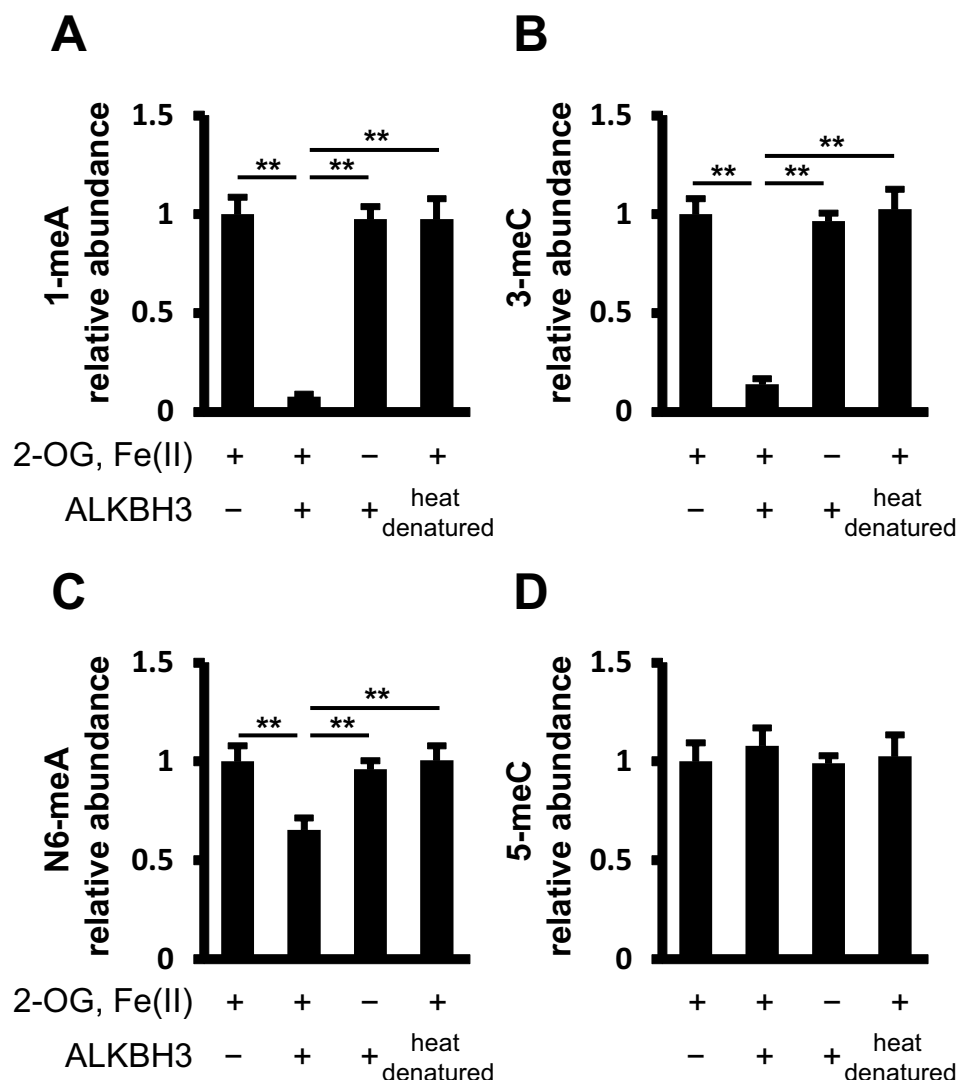 A
1-meA
relative abundance
1.5
1
0.5
0
** ** **
2-OG, Fe(II) + + − +
ALKBH3 − + + heat
denatured
B
3-meC
relative abundance
1.5
1
0.5
0
** ** **
+ + − +
− + + heat
denatured
C
N6-meA
relative abundance
1.5
1
0.5
0
** ** **
2-OG, Fe(II) + + − +
ALKBH3 − + + heat
denatured
D
5-meC
relative abundance
1.5
1
0.5
0
+ + − +
− + + heat
denatured